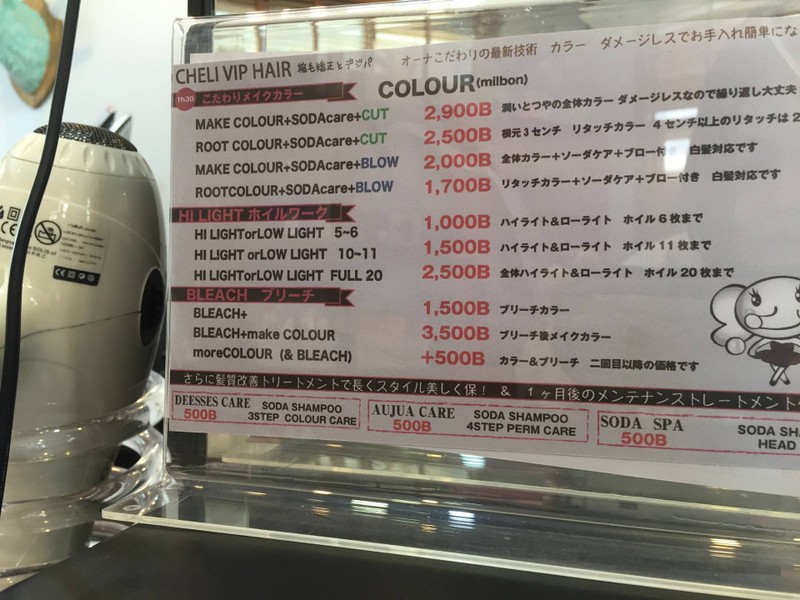 CHELI VIP HAIR 縮毛矯正とデジパ オーナこだわりの最新技術 カラー ダメージレスでお手入れ簡単にな
COLOUR(milbon)
1h30 こだわりメイクカラー
MAKE COLOUR+SODAcare+CUT 2,900B 潤いとつやの全体カラー ダメージレスなので繰り返し大丈夫
ROOT COLOUR+SODAcare+CUT 2,500B 根元3センチ リタッチカラー 4センチ以上のリタッチは2
MAKE COLOUR+SODAcare+BLOW 2,000B 全体カラー+ソーダケア+ブロー付き 白髪対応です
ROOTCOLOUR+SODAcare+BLOW 1,700B リタッチカラー+ソーダケア+ブロー付き 白髪対応です
HI LIGHT ホイルワーク
HI LIGHTorLOW LIGHT 5~6 1,000B ハイライト&ローライト ホイル6枚まで
HI LIGHT orLOW LIGHT 10~11 1,500B ハイライト&ローライト ホイル11枚まで
HI LIGHTorLOW LIGHT FULL 20 2,500B 全体ハイライト&ローライト ホイル20枚まで
BLEACH ブリーチ
BLEACH+ 1,500B ブリーチカラー
BLEACH+make COLOUR 3,500B ブリーチ後メイクカラー
moreCOLOUR (& BLEACH) +500B カラー&ブリーチ 二回目以降の価格です
さらに髪質改善トリートメントで長くスタイル美しく保! & 1ヶ月後のメンテナンストレートメント
DEESSES CARE SODA SHAMPOO
500B 3STEP COLOUR CARE
AUJUA CARE SODA SHAMPOO
500B 4STEP PERM CARE
SODA SPA SODA SHA
500B HEAD